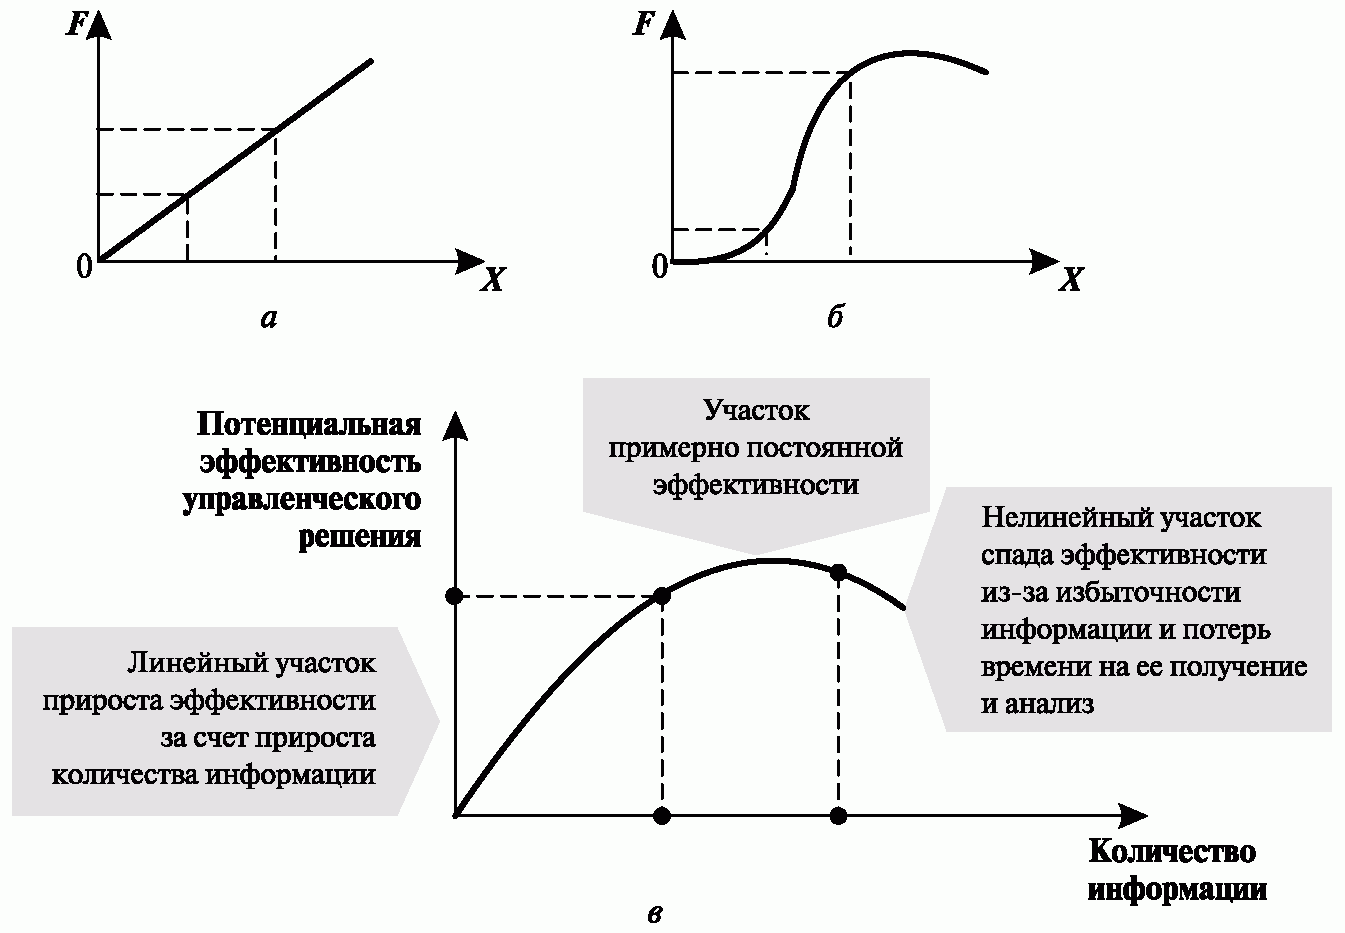 F
0
X
а
F
0
X
б
Потенциальная
эффективность
управленческого
решения
Участок
примерно постоянной
эффективности
Нелинейный участок
спада эффективности
из-за избыточности
информации и потерь
времени на ее получение
и анализ
Линейный участок
прироста эффективности
за счет прироста
количества информации
Количество
информации
в